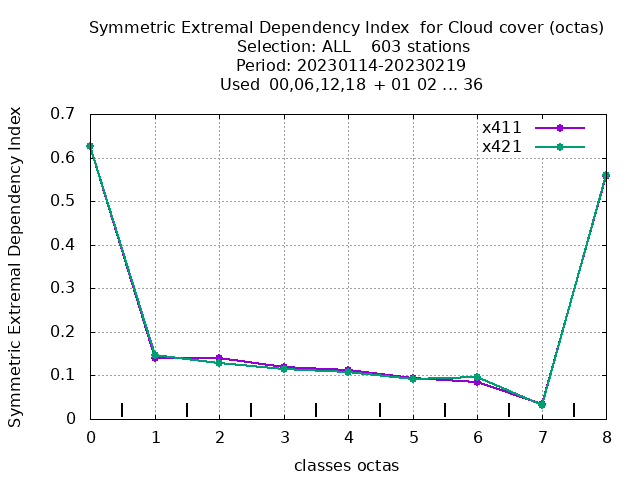 Symmetric Extremal Dependency Index  for Cloud cover (octas)
Selection: ALL    603 stations
Period: 20230114-20230219
Used  00,06,12,18  + 01 02 ... 36
Symmetric Extremal Dependency Index
x411
x421
0.7
0.6
0.5
0.4
0.3
0.2
0.1
0
0 1 2 3 4 5 6 7 8
classes octas